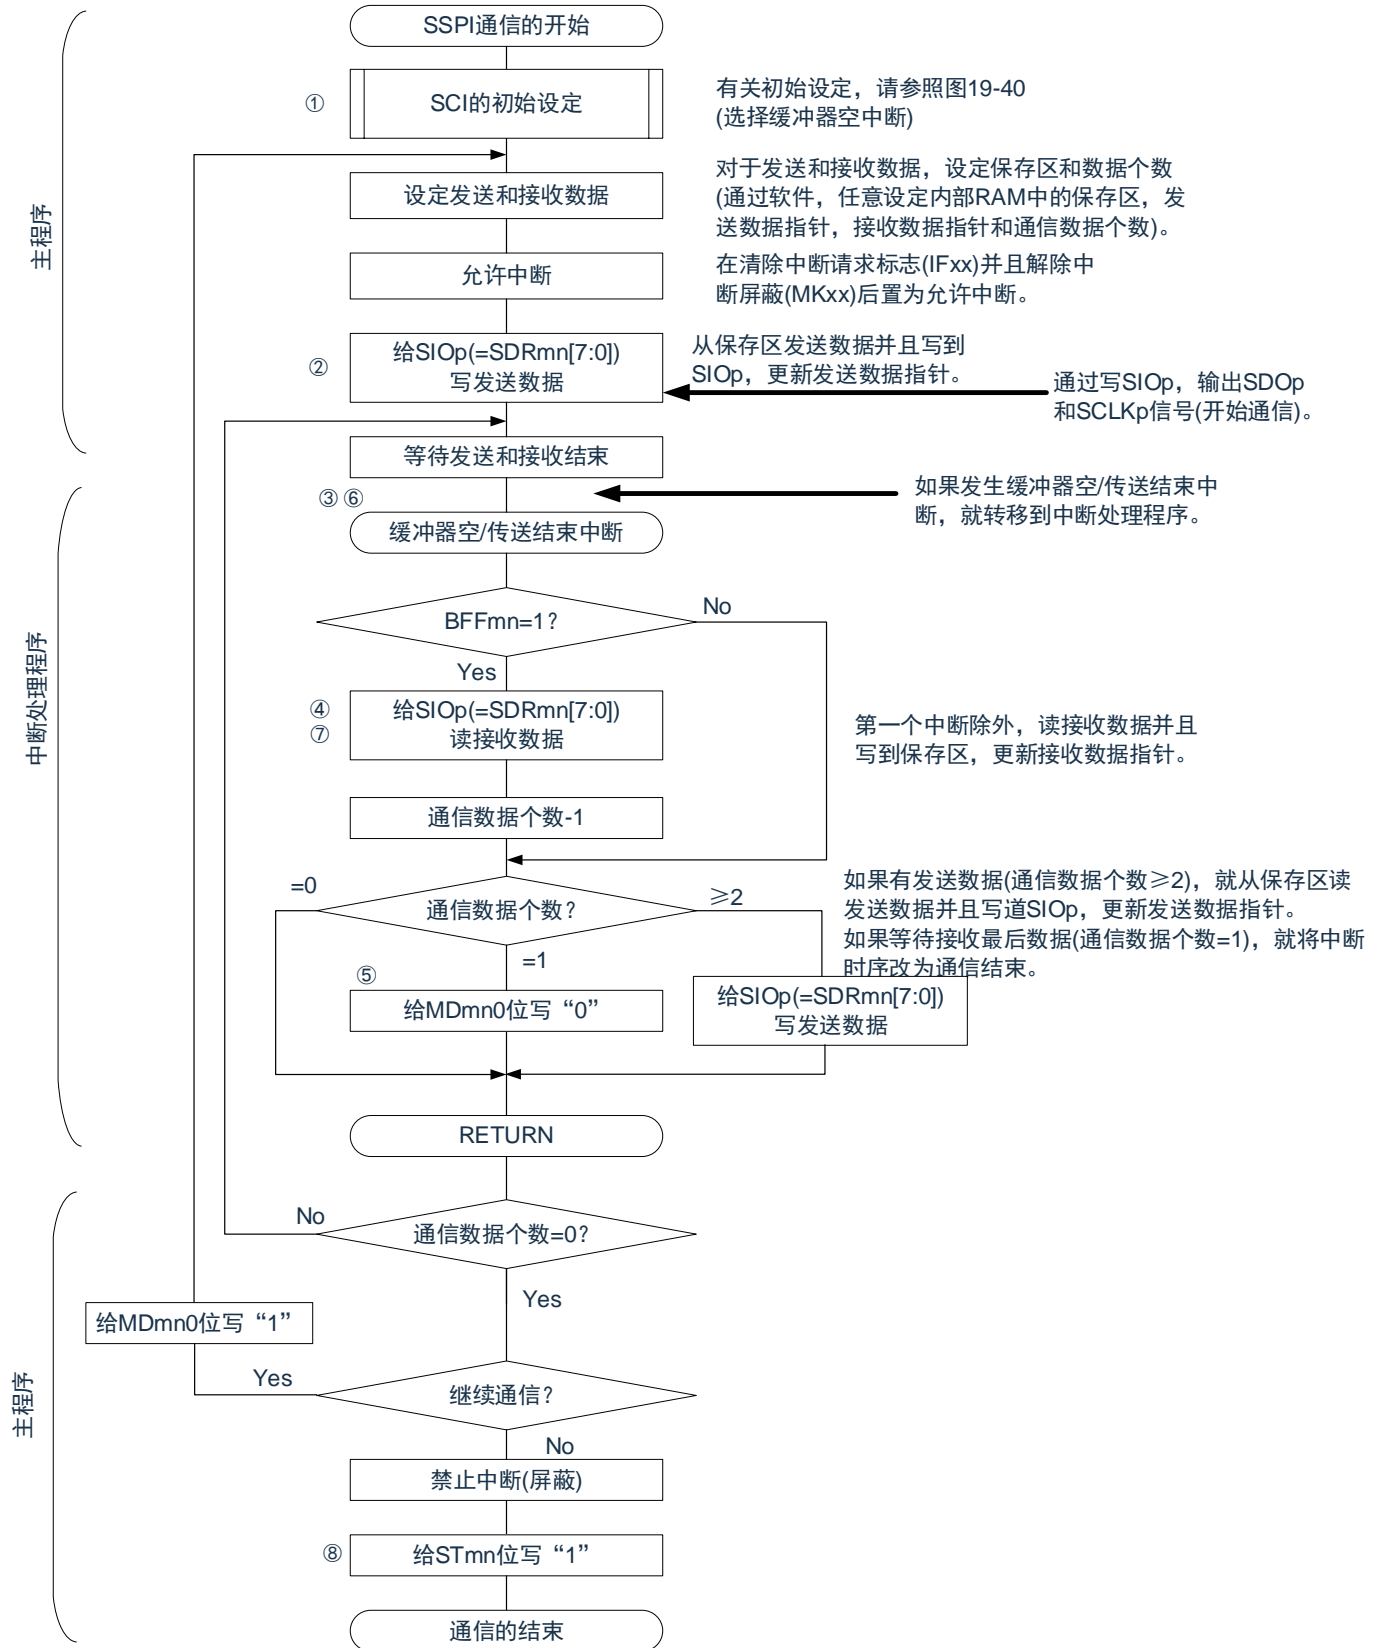 SSPI通信的开始
①
SCI的初始设定
有关初始设定，请参照图19-40
(选择缓冲器空中断)
主程序
设定发送和接收数据
对于发送和接收数据，设定保存区和数据个数
(通过软件，任意设定内部RAM中的保存区，发
送数据指针，接收数据指针和通信数据个数)。
允许中断
在清除中断请求标志(IFxx)并且解除中
断屏蔽(MKxx)后置为允许中断。
②
给SIOp(=SDRmn[7:0])
写发送数据
从保存区发送数据并且写到
SIOp，更新发送数据指针。
通过写SIOp，输出SDOp
和SCLKp信号(开始通信)。
等待发送和接收结束
③⑥
如果发生缓冲器空/传送结束中
断，就转移到中断处理程序。
缓冲器空/传送结束中断
中断处理程序
BFFmn=1？
No
Yes
④
⑦
给SIOp(=SDRmn[7:0])
读接收数据
第一个中断除外，读接收数据并且
写到保存区，更新接收数据指针。
通信数据个数-1
=0
通信数据个数？
≥2
=1
如果有发送数据(通信数据个数≥2)，就从保存区读
发送数据并且写道SIOp，更新发送数据指针。
如果等待接收最后数据(通信数据个数=1)，就将中断
时序改为通信结束。
⑤
给MDmn0位写“0”
给SIOp(=SDRmn[7:0])
写发送数据
RETURN
No
通信数据个数=0？
Yes
给MDmn0位写“1”
主程序
Yes
继续通信？
No
禁止中断(屏蔽)
⑧
给STmn位写“1”
通信的结束